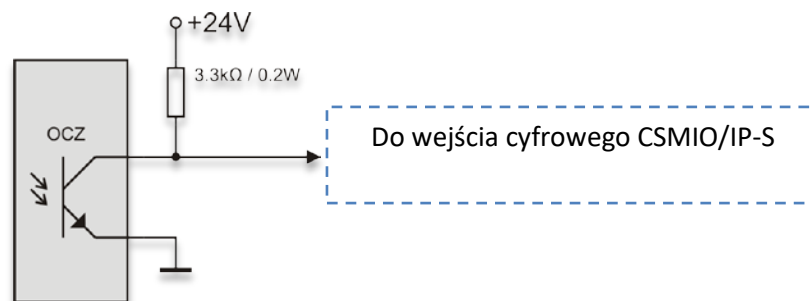 +24V
3.3kΩ / 0.2W
OCZ
Do wejścia cyfrowego CSMIO/IP-S